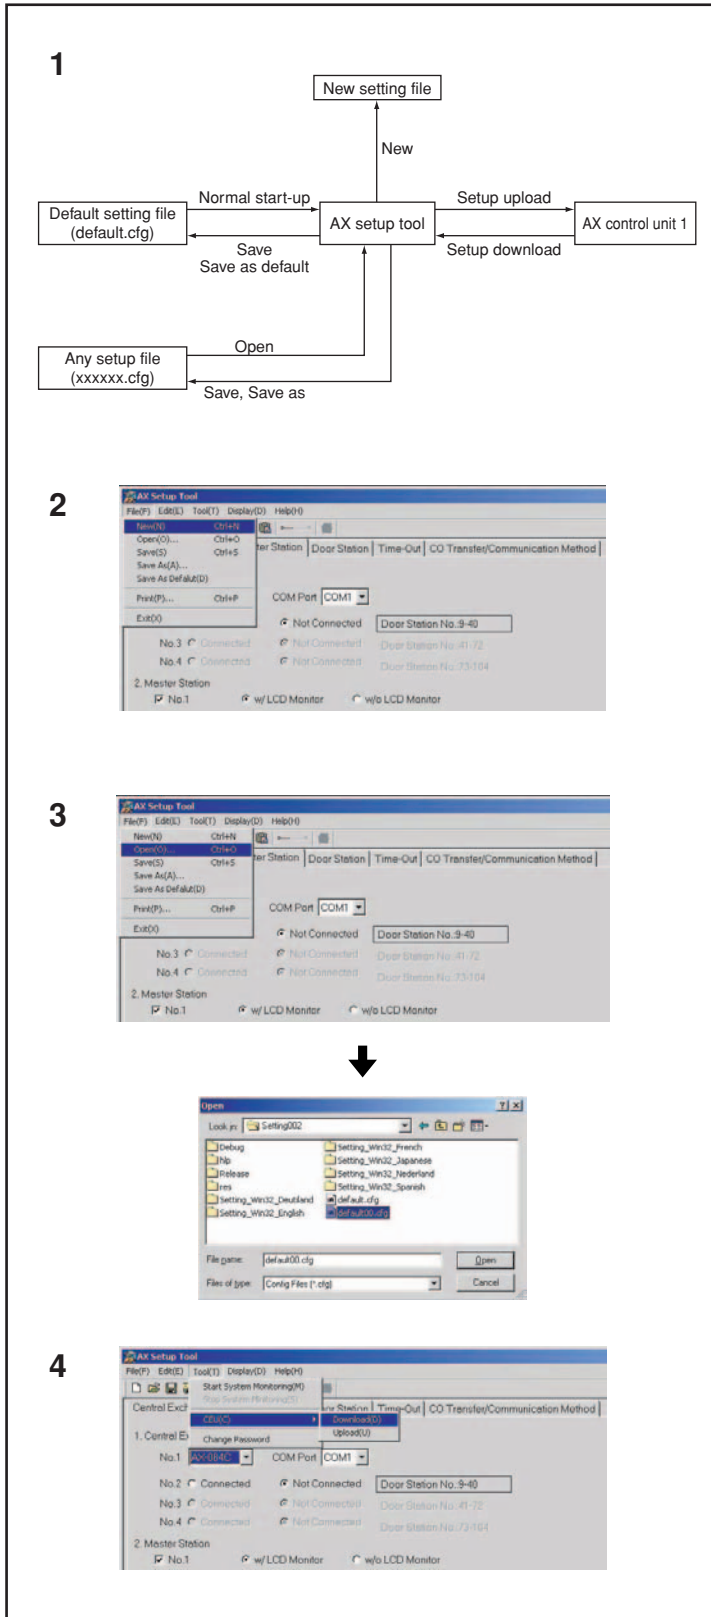 1
New setting file
New
Normal start-up
Setup upload
Default setting file
(default.cfg)
AX setup tool
AX control unit 1
Save
Save as default
Setup download
Open
Any setup file
(xxxxxx.cfg)
Save, Save as
2
AX Setup Tool
File(F) Edit(E) Tool(T) Display(D) Help(H)
New(N) Ctrl+N
Open(O)... Ctrl+O
Save(S) Ctrl+S
Save As(A)...
Save As Defalut(D)
Print(P)... Ctrl+P
Exit(X)
ter Station Door Station Time-Out CO Transfer/Communication Method
COM Port COM1
Not Connected Door Station No.:9-40
No.3 Connected Not Connected Door Station No.:41-72
No.4 Connected Not Connected Door Station No.:73-104
2. Master Station
No.1 w/ LCD Monitor w/o LCD Monitor
3
AX Setup Tool
File(F) Edit(E) Tool(T) Display(D) Help(H)
New(N) Ctrl+N
Open(O)... Ctrl+O
Save(S) Ctrl+S
Save As(A)...
Save As Defalut(D)
Print(P)... Ctrl+P
Exit(X)
ter Station Door Station Time-Out CO Transfer/Communication Method
COM Port COM1
Not Connected Door Station No.:9-40
No.3 Connected Not Connected Door Station No.:41-72
No.4 Connected Not Connected Door Station No.:73-104
2. Master Station
No.1 w/ LCD Monitor w/o LCD Monitor
Open
Look in: Setting002
Debug Setting_Win32_French
hlp Setting_Win32_Japanese
Release Setting_Win32_Nederland
res Setting_Win32_Spanish
Setting_Win32_Deutiland default.cfg
Setting_Win32_English default00.cfg
File name: default00.cfg Open
Files of type: Config Files (*.cfg) Cancel
4
AX Setup Tool
File(F) Edit(E) Tool(T) Display(D) Help(H)
Start System Monitoring(M)
Stop System Monitoring(S)
Central Exch or Station Time-Out CO Transfer/Communication Method
CEU(C) Download(D)
Upload(U)
Change Password
1. Central E
No.1 AX-084C COM Port COM1
No.2 Connected Not Connected Door Station No.:9-40
No.3 Connected Not Connected Door Station No.:41-72
No.4 Connected Not Connected Door Station No.:73-104
2. Master Station
No.1 w/ LCD Monitor w/o LCD Monitor